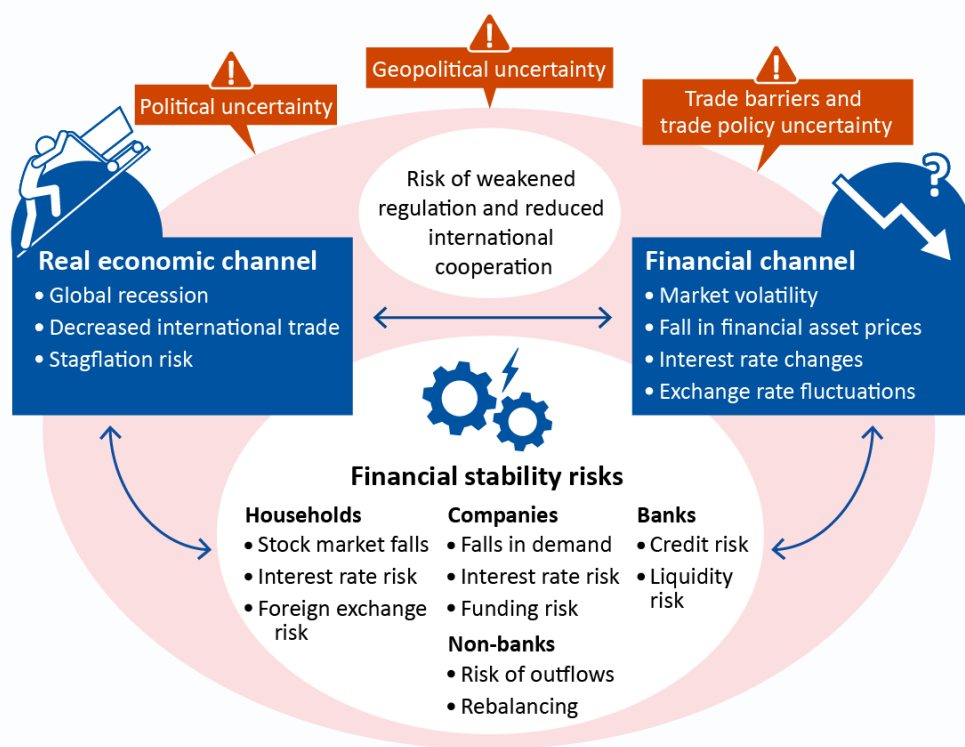 Political uncertainty
Geopolitical uncertainty
Trade barriers and
trade policy uncertainty
Risk of weakened
regulation and reduced
international
cooperation
Real economic channel
• Global recession
• Decreased international trade
• Stagflation risk
?
Financial channel
• Market volatility
• Fall in financial asset prices
• Interest rate changes
• Exchange rate fluctuations
Financial stability risks
Households
• Stock market falls
• Interest rate risk
• Foreign exchange
risk
Companies
• Falls in demand
• Interest rate risk
• Funding risk
Banks
• Credit risk
• Liquidity
risk
Non-banks
• Risk of outflows
• Rebalancing